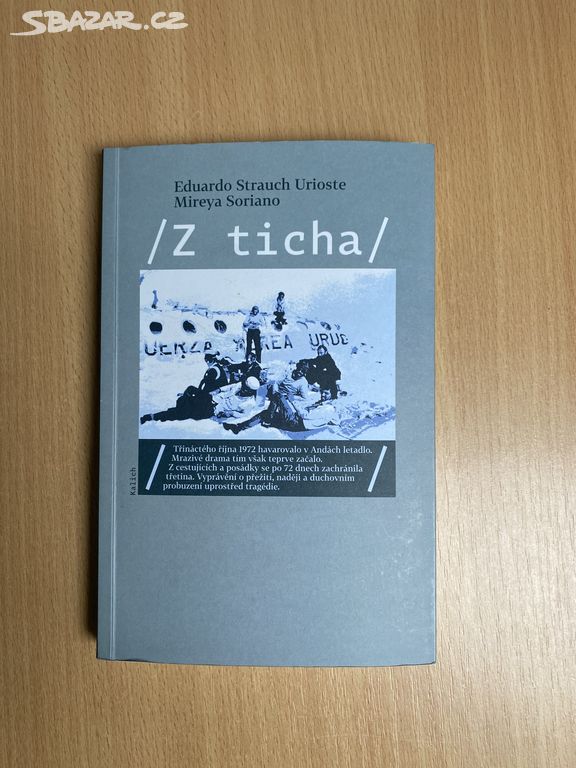 SBAZAR.CZ
Eduardo Strauch Urioste
Mireya Soriano
/Z ticha/
UERZA REA URUG
/ Třináctého října 1972 havarovalo v Andách letadlo.
Mrazivé drama tím však teprve začalo.
Z cestujících a posádky se po 72 dnech zachránila
třetina. Vyprávění o přežití, naději a duchovním
probuzení uprostřed tragédie. /
Kalich